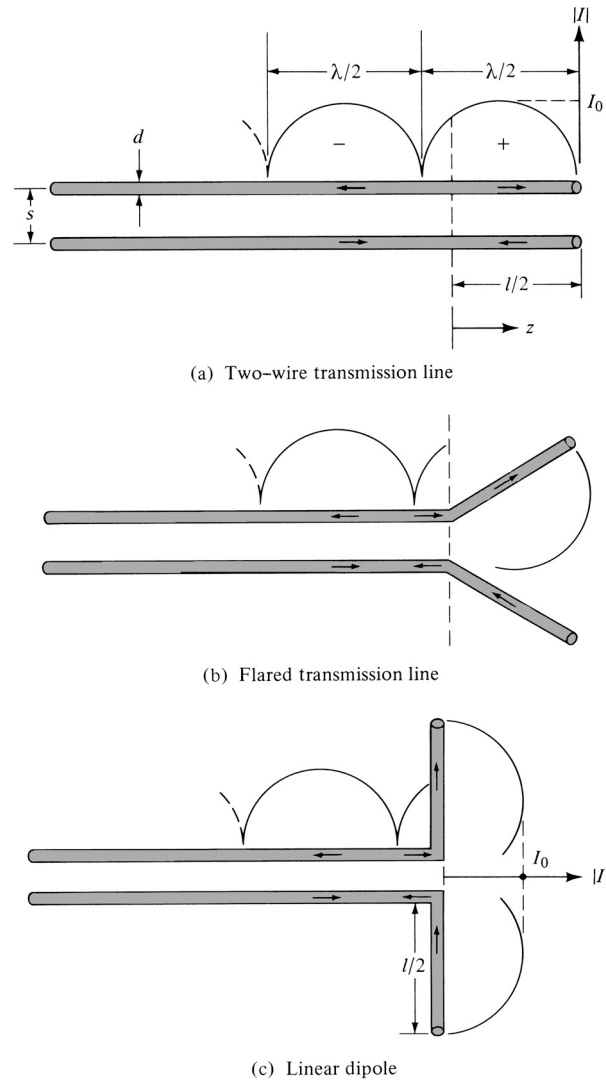 |I|
λ/2
λ/2
I₀
d
−
+
s
l/2
z
(a) Two–wire transmission line
(b) Flared transmission line
I₀
|I
l/2
(c) Linear dipole